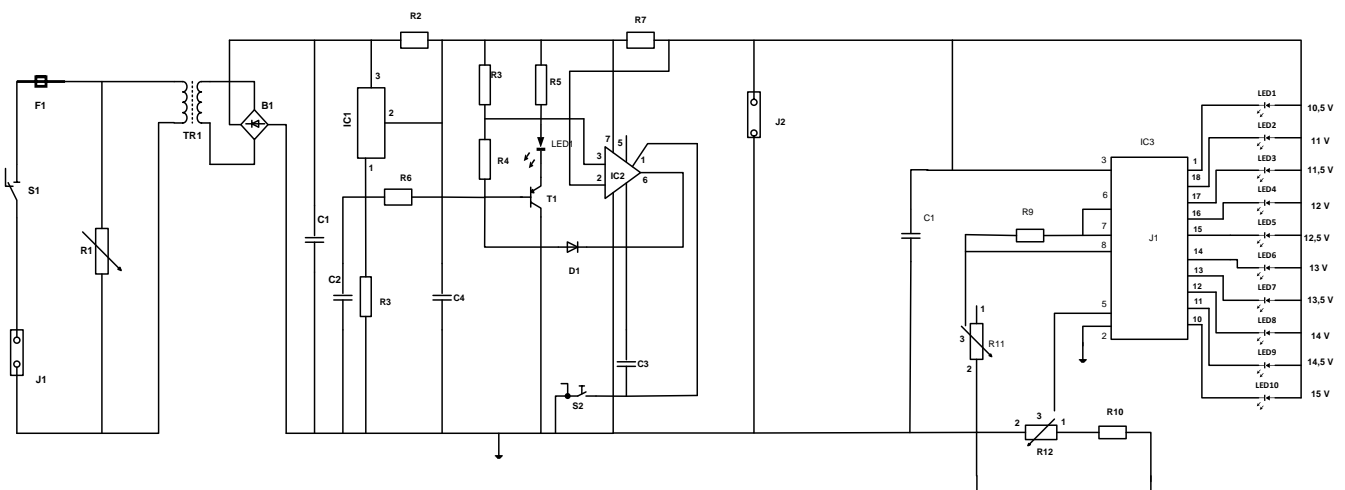 R2
R7
F1
TR1
B1
3
IC1
2
1
R3
R5
LED1
R4
7
5
3
1
IC2
2
6
J2
S1
R1
R6
T1
C1
D1
C2
R3
C4
C3
S2
J1
C1
R9
1
3
R11
2
2
3
1
R12
R10
IC3
3
6
7
8
5
2
J1
1
18
17
16
15
14
13
12
11
10
LED1
10,5 V
LED2
11 V
LED3
11,5 V
LED4
12 V
LED5
12,5 V
LED6
13 V
LED7
13,5 V
LED8
14 V
LED9
14,5 V
LED10
15 V